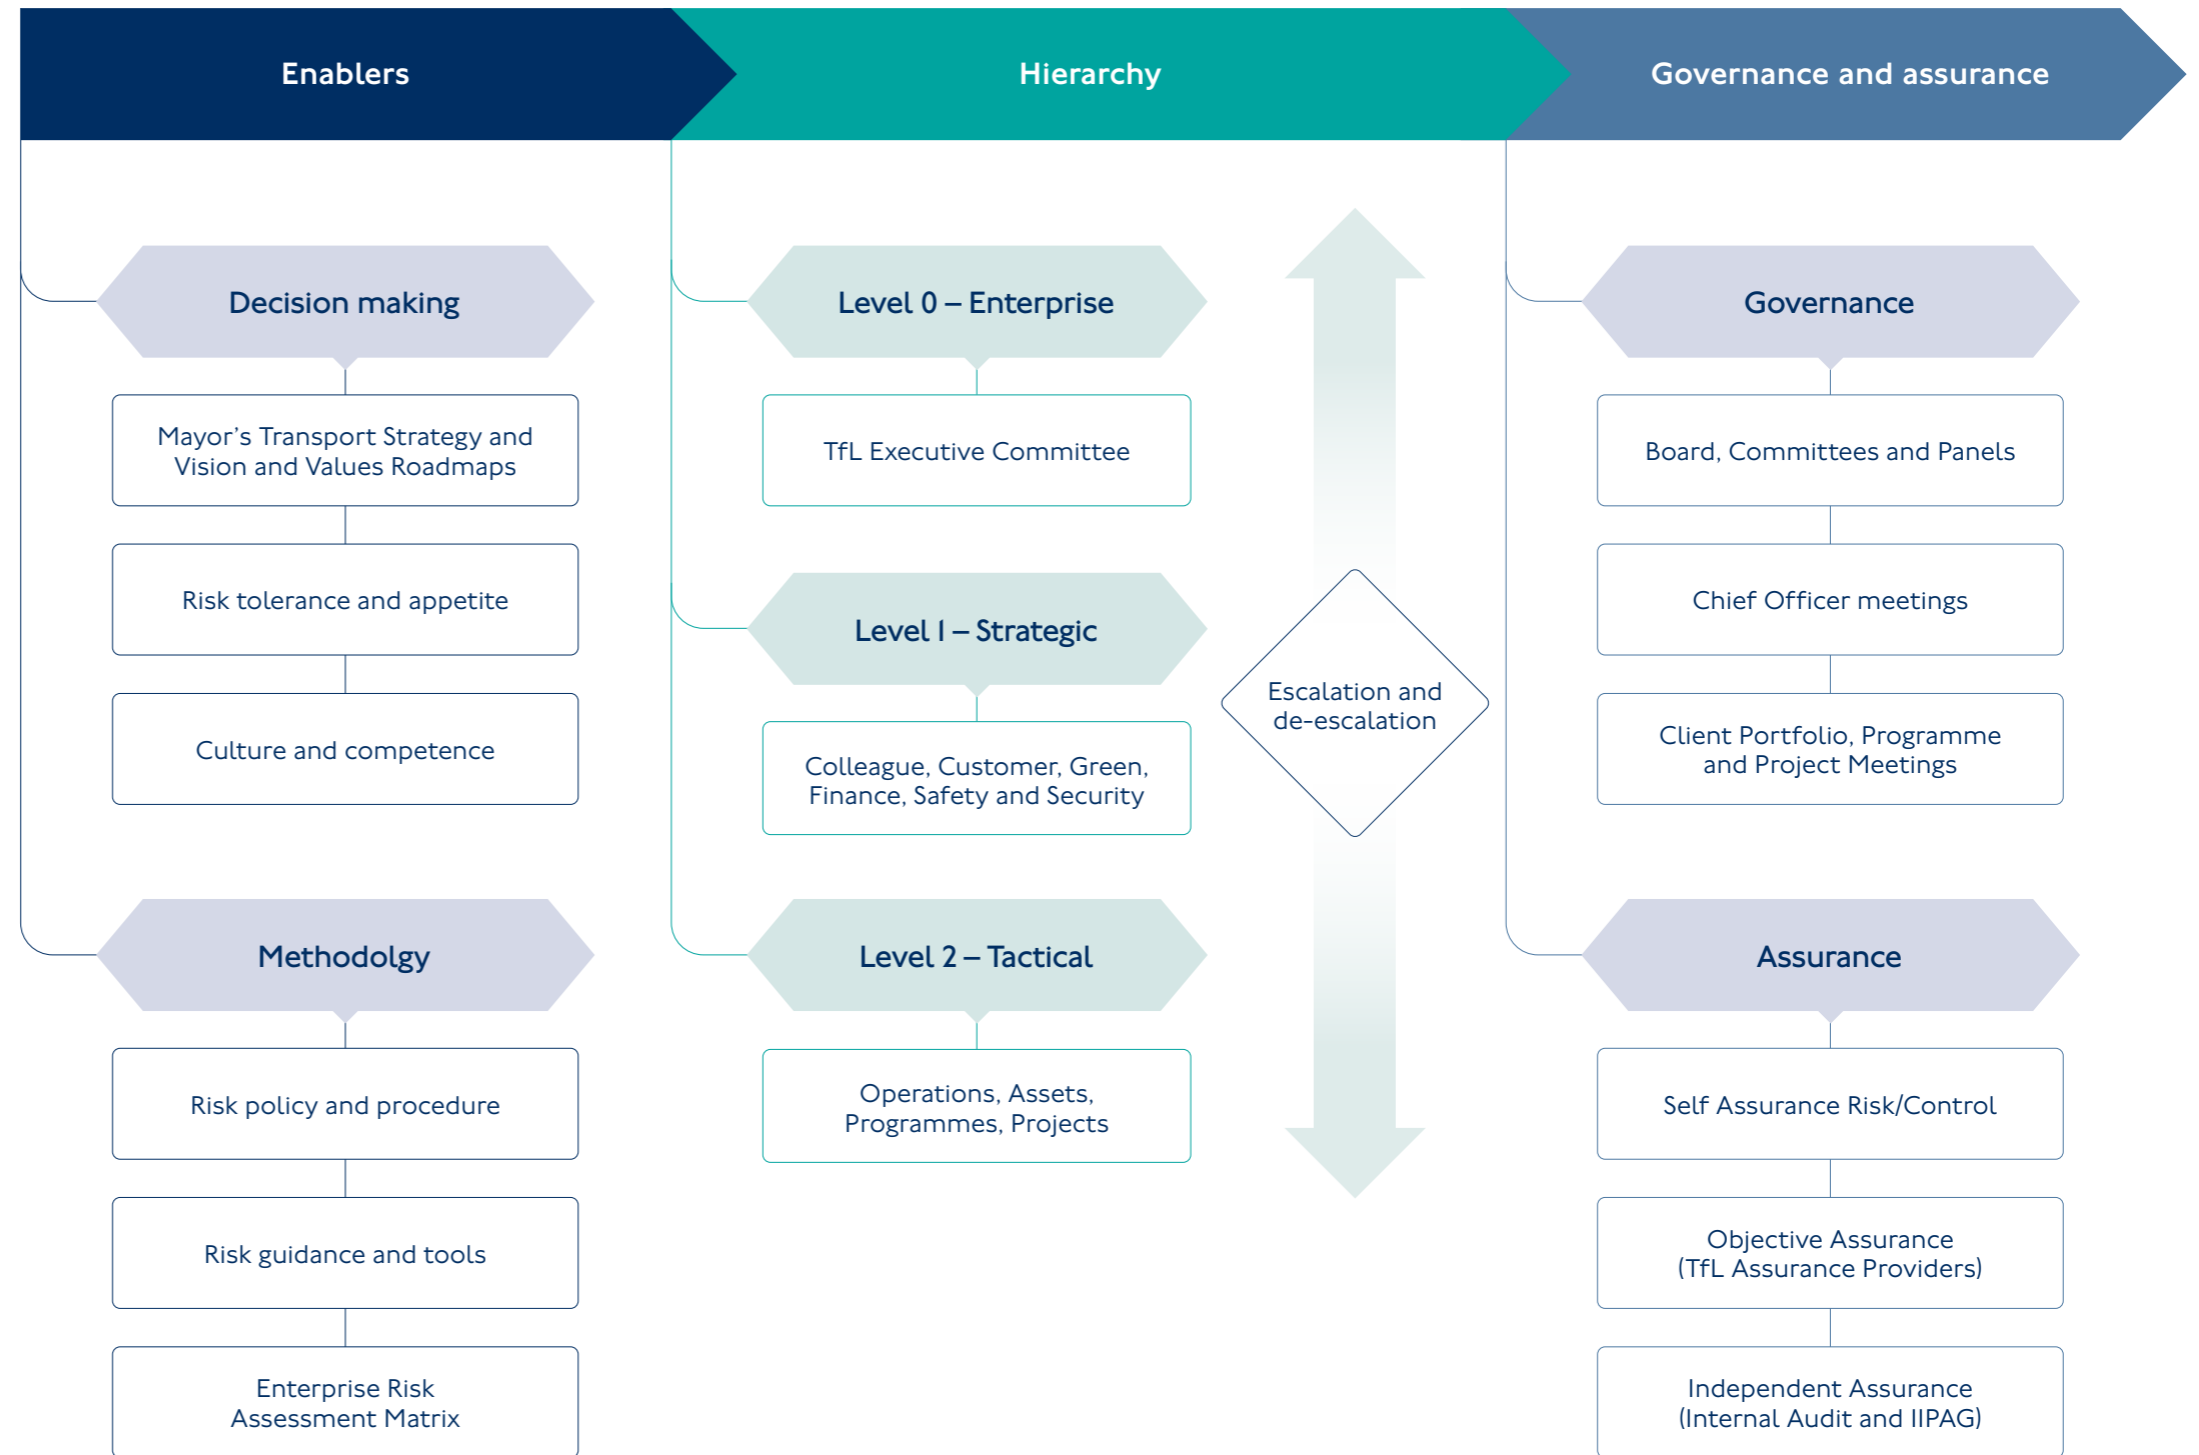 Enablers
Hierarchy
Governance and assurance
Decision making
Mayor’s Transport Strategy and
Vision and Values Roadmaps
Risk tolerance and appetite
Culture and competence
Methodolgy
Risk policy and procedure
Risk guidance and tools
Enterprise Risk
Assessment Matrix
Level 0 – Enterprise
TfL Executive Committee
Level 1 – Strategic
Colleague, Customer, Green,
Finance, Safety and Security
Level 2 – Tactical
Operations, Assets,
Programmes, Projects
Escalation and
de-escalation
Governance
Board, Committees and Panels
Chief Officer meetings
Client Portfolio, Programme
and Project Meetings
Assurance
Self Assurance Risk/Control
Objective Assurance
(TfL Assurance Providers)
Independent Assurance
(Internal Audit and IIPAG)